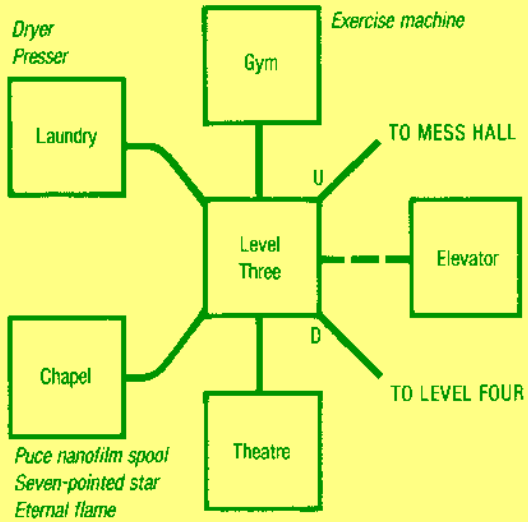 Dryer
Presser
Exercise machine
Gym
Laundry
TO MESS HALL
U
Level
Three
Elevator
D
Chapel
TO LEVEL FOUR
Theatre
Puce nanofilm spool
Seven-pointed star
Eternal flame